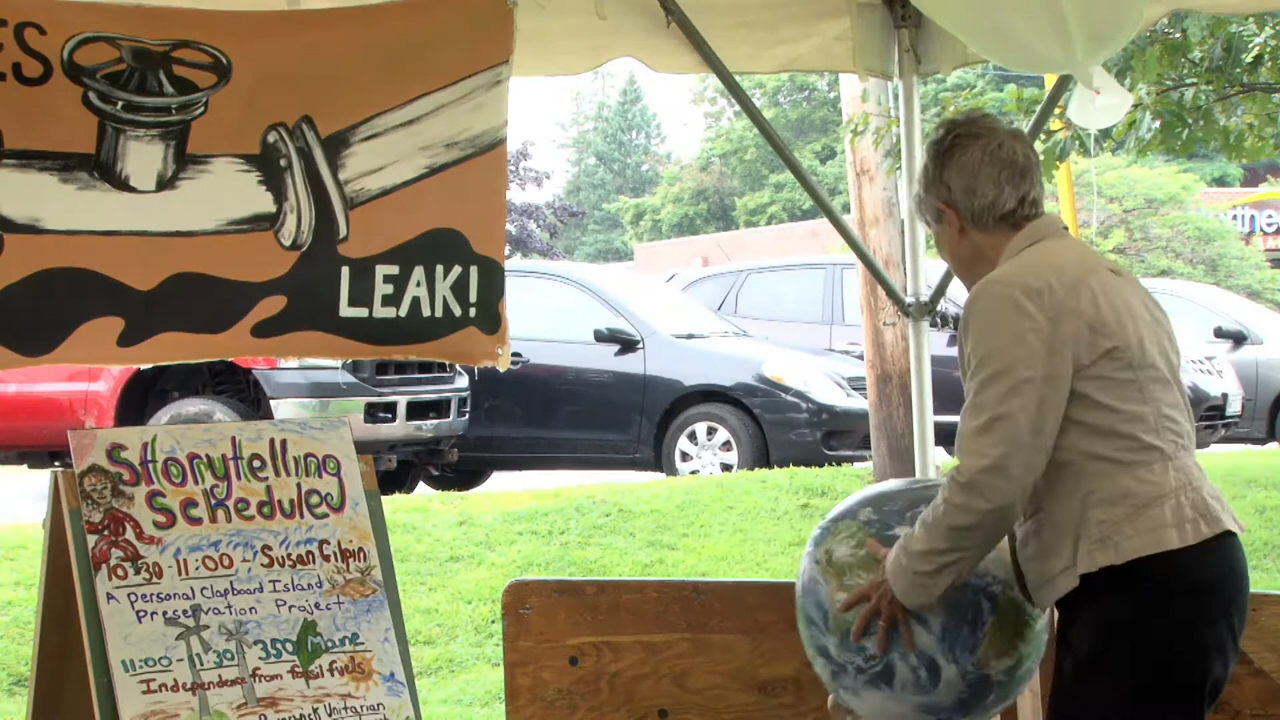 ES
LEAK!
Storytelling
Schedule
10:30-11:00 - Susan Gilpin
A personal Clapboard Island
Preservation Project
11:00-11:30 350 Maine
Independence from fossil fuels
Unitarian